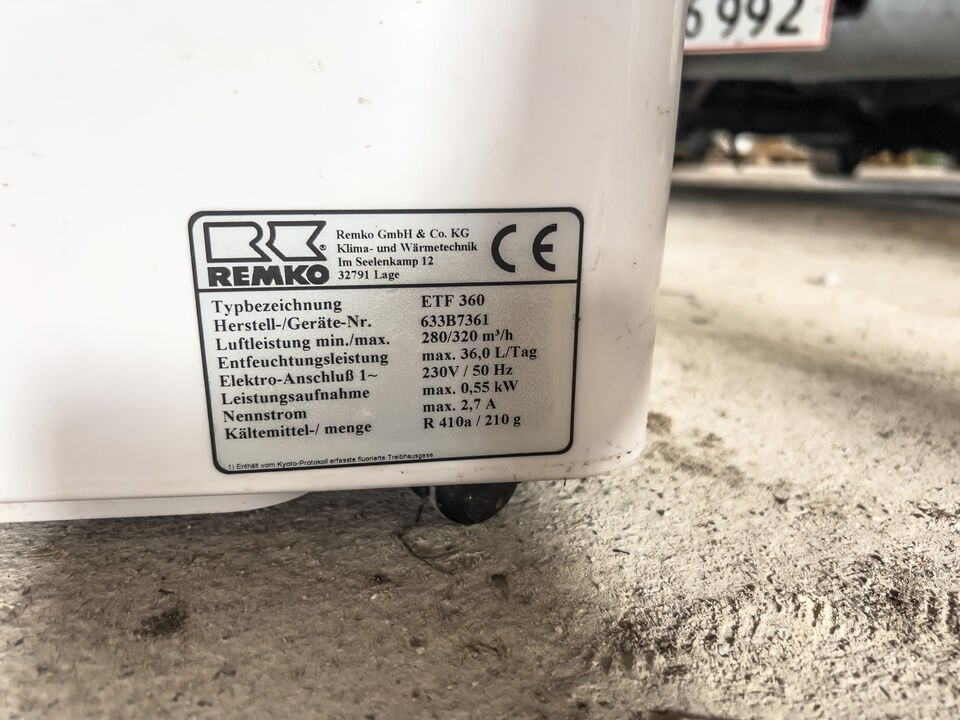 6 992
REMKO
Remko GmbH & Co. KG
Klima- und Wärmetechnik
Im Seelenkamp 12
32791 Lage
CE
Typbezeichnung ETF 360
Herstell-/Geräte-Nr. 633B7361
Luftleistung min./max. 280/320 m³/h
Entfeuchtungsleistung max. 36,0 L/Tag
Elektro-Anschluß 1~ 230V / 50 Hz
Leistungsaufnahme max. 0,55 kW
Nennstrom max. 2,7 A
Kältemittel-/ menge R 410a / 210 g
1) Enthält vom Kyoto-Protokoll erfasste fluorierte Treibhausgase